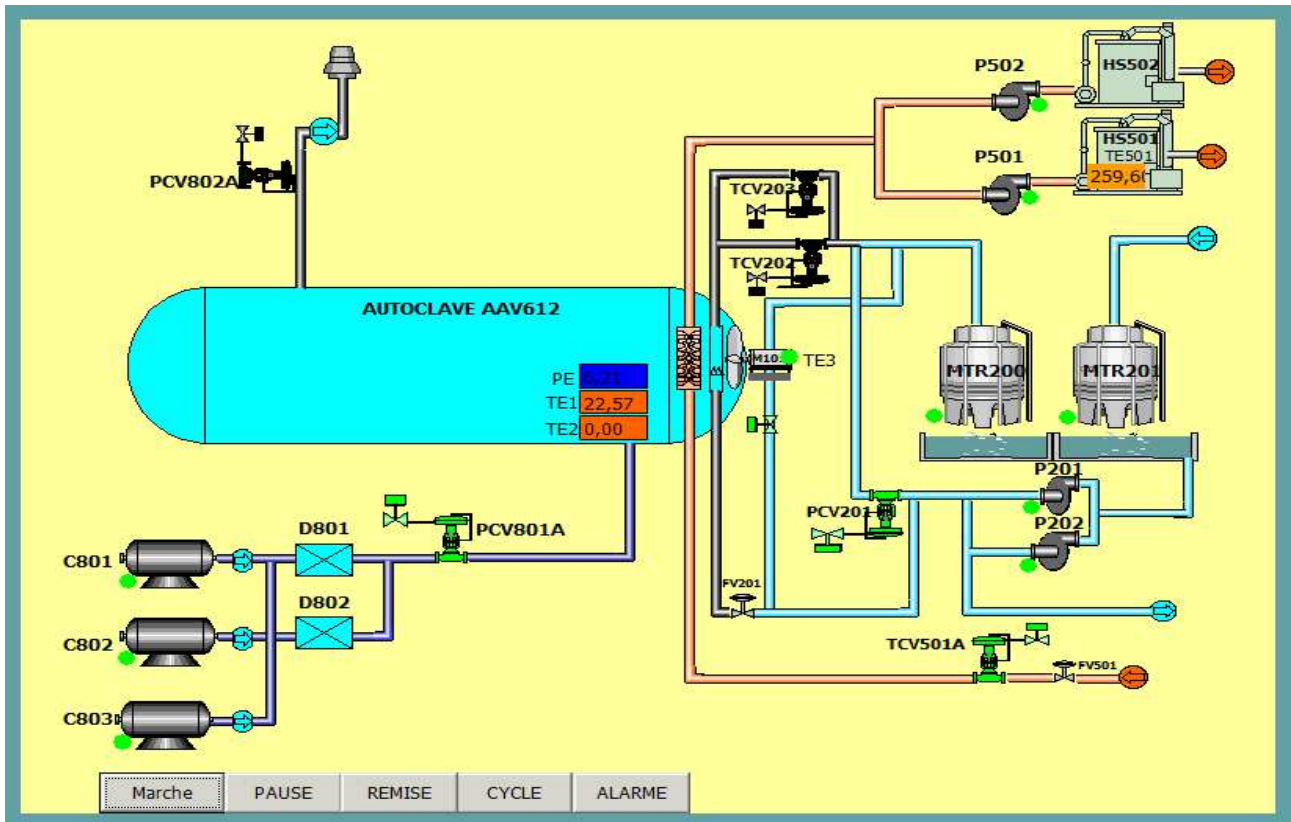 P502
HS502
HS501
TE501
259,60
P501
PCV802A
TCV203
TCV202
AUTOCLAVE AAV612
PE 6,21
TE1 22,57
TE2 0,00
TE3
MTR200
MTR201
P201
P202
PCV201
PCV801A
D801
C801
D802
C802
C803
FV201
TCV501A
FV501
Marche PAUSE REMISE CYCLE ALARME